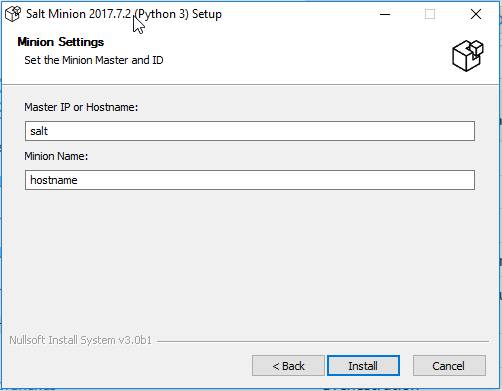 Salt Minion 2017.7.2 (Python 3) Setup
Minion Settings
Set the Minion Master and ID
Master IP or Hostname:
salt
Minion Name:
hostname
Nullsoft Install System v3.0b1
< Back
Install
Cancel